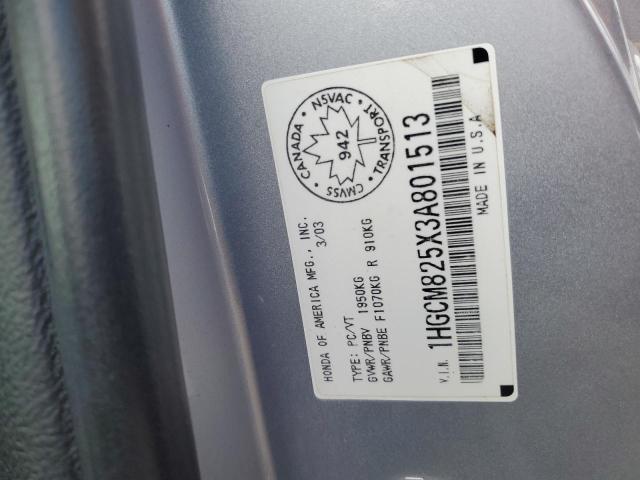 HONDA OF AMERICA MFG., INC.
3/03
TYPE: PC/VT
GVWR/PNBV 1950KG
GAWR/PNBE F1070KG R 910KG
CANADA • NSVAC • TRANSPORT • CMVSS •
942
V.I.N. 1HGCM825X3A801513
MADE IN U.S.A